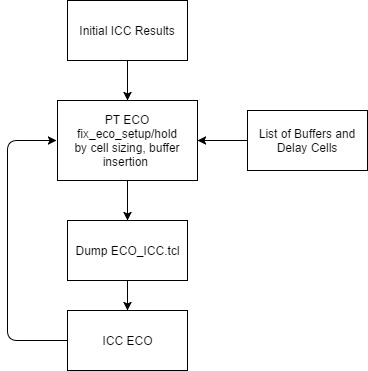 Initial ICC Results
PT ECO
fix_eco_setup/hold
by cell sizing, buffer
insertion
List of Buffers and
Delay Cells
Dump ECO_ICC.tcl
ICC ECO